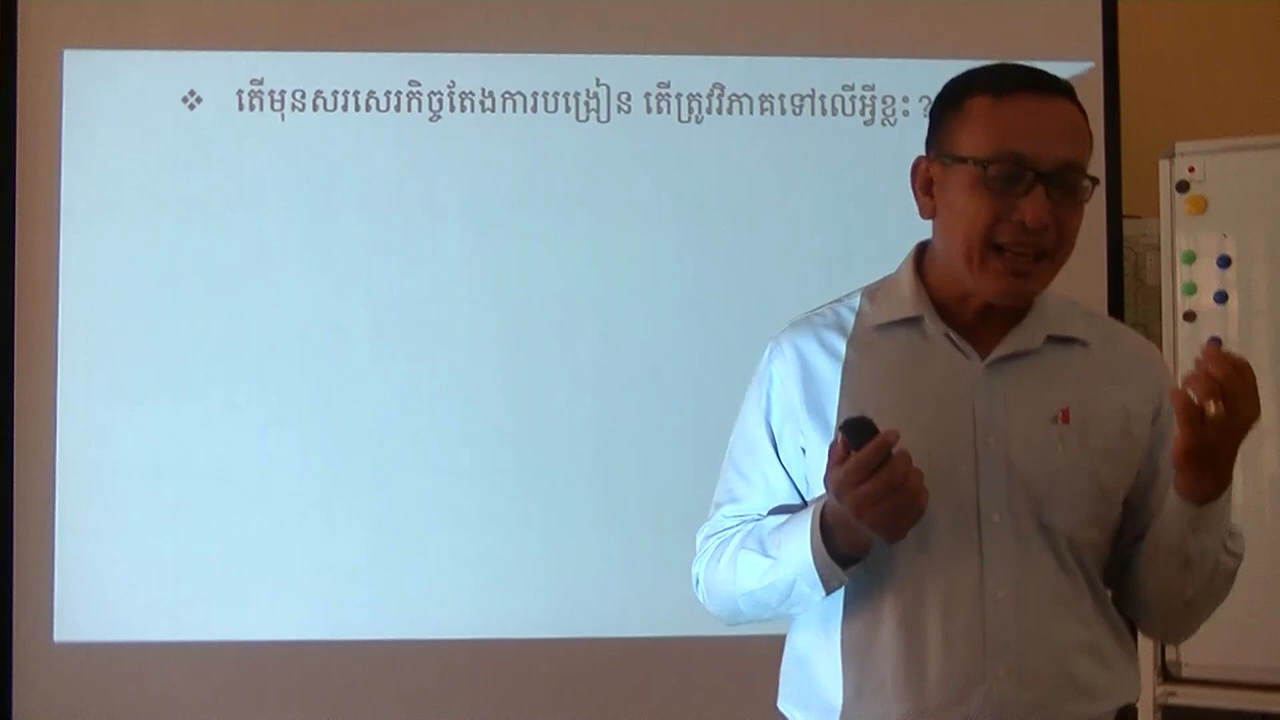 ❖ តើមុនសរសេរកិច្ចតែងការបង្រៀន តើត្រូវវិភាគទៅលើអ្វីខ្លះ ?